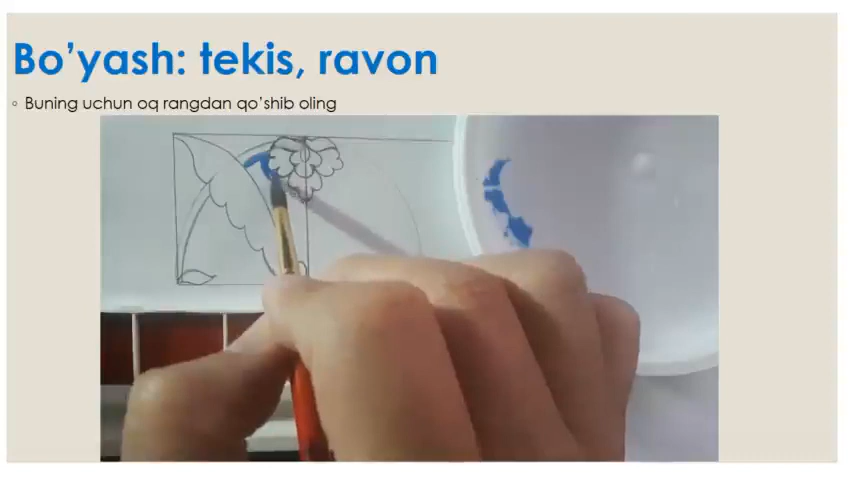 Bo’yash: tekis, ravon
Buning uchun oq rangdan qo’shib oling